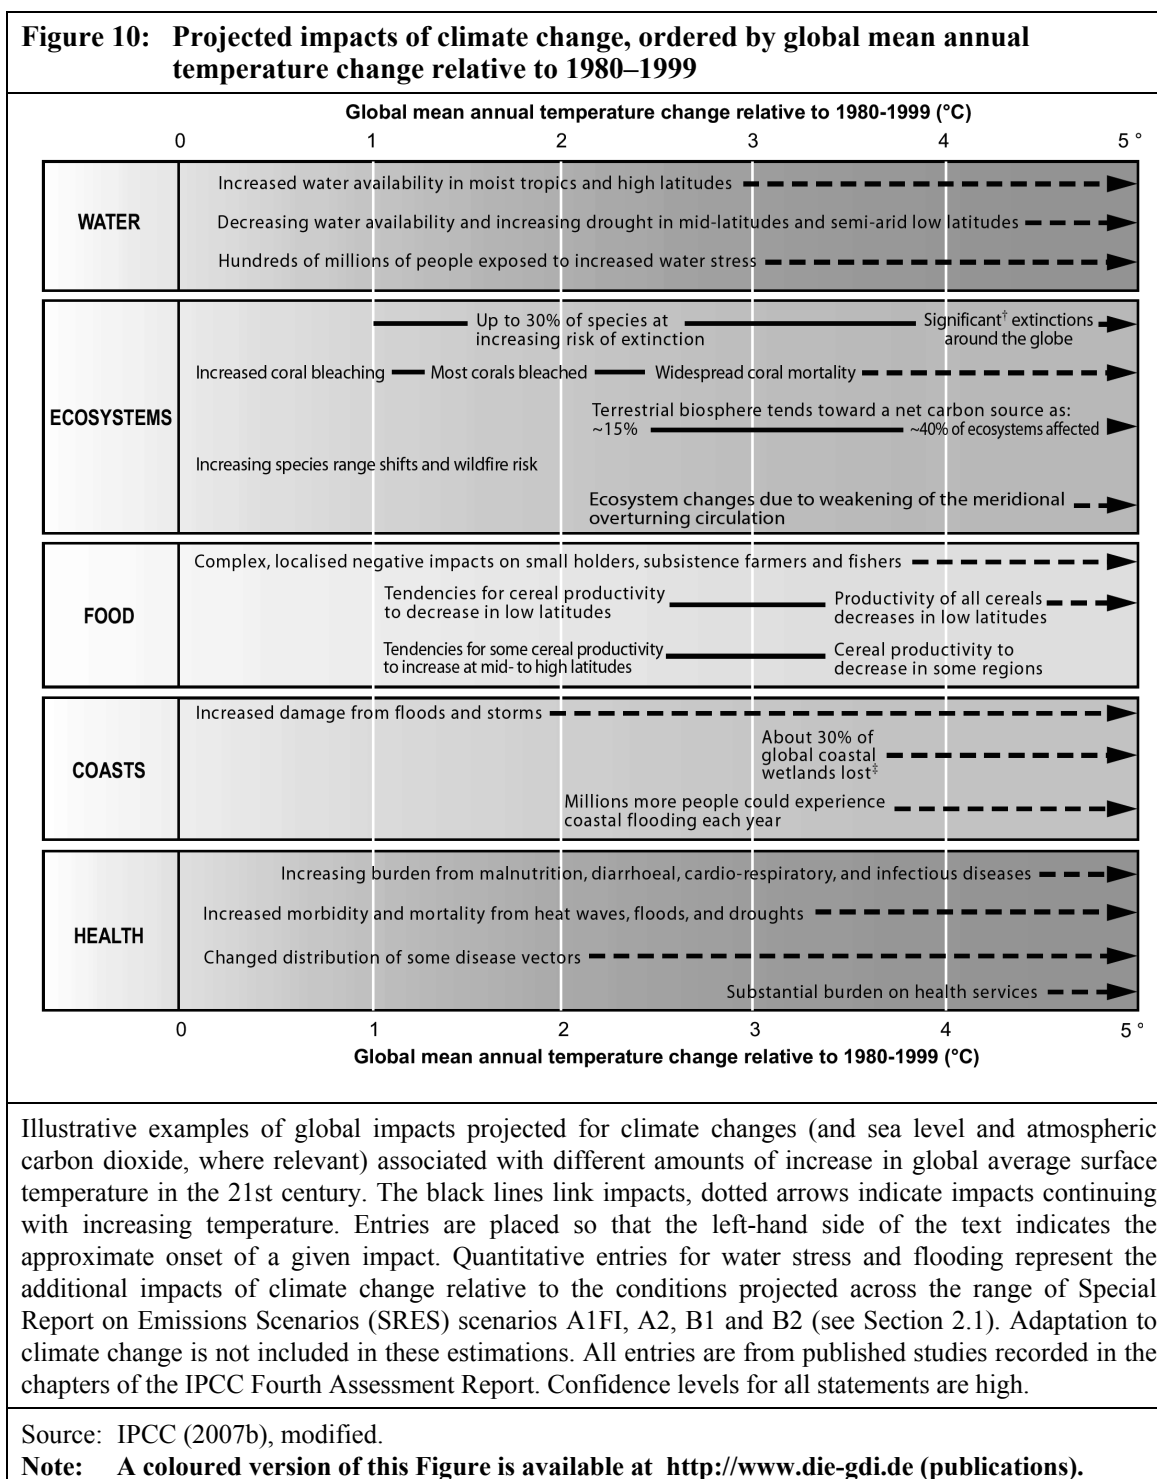 Figure 10: Projected impacts of climate change, ordered by global mean annual
temperature change relative to 1980–1999
Global mean annual temperature change relative to 1980-1999 (°C)
0 1 2 3 4 5 °
WATER
Increased water availability in moist tropics and high latitudes
Decreasing water availability and increasing drought in mid-latitudes and semi-arid low latitudes
Hundreds of millions of people exposed to increased water stress
ECOSYSTEMS
Up to 30% of species at
increasing risk of extinction
Significant† extinctions
around the globe
Increased coral bleaching Most corals bleached Widespread coral mortality
Terrestrial biosphere tends toward a net carbon source as:
~15% ~40% of ecosystems affected
Increasing species range shifts and wildfire risk
Ecosystem changes due to weakening of the meridional
overturning circulation
FOOD
Complex, localised negative impacts on small holders, subsistence farmers and fishers
Tendencies for cereal productivity
to decrease in low latitudes
Productivity of all cereals
decreases in low latitudes
Tendencies for some cereal productivity
to increase at mid- to high latitudes
Cereal productivity to
decrease in some regions
COASTS
Increased damage from floods and storms
About 30% of
global coastal
wetlands lost‡
Millions more people could experience
coastal flooding each year
HEALTH
Increasing burden from malnutrition, diarrhoeal, cardio-respiratory, and infectious diseases
Increased morbidity and mortality from heat waves, floods, and droughts
Changed distribution of some disease vectors
Substantial burden on health services
0 1 2 3 4 5 °
Global mean annual temperature change relative to 1980-1999 (°C)
Illustrative examples of global impacts projected for climate changes (and sea level and atmospheric
carbon dioxide, where relevant) associated with different amounts of increase in global average surface
temperature in the 21st century. The black lines link impacts, dotted arrows indicate impacts continuing
with increasing temperature. Entries are placed so that the left-hand side of the text indicates the
approximate onset of a given impact. Quantitative entries for water stress and flooding represent the
additional impacts of climate change relative to the conditions projected across the range of Special
Report on Emissions Scenarios (SRES) scenarios A1FI, A2, B1 and B2 (see Section 2.1). Adaptation to
climate change is not included in these estimations. All entries are from published studies recorded in the
chapters of the IPCC Fourth Assessment Report. Confidence levels for all statements are high.
Source: IPCC (2007b), modified.
Note: A coloured version of this Figure is available at http://www.die-gdi.de (publications).